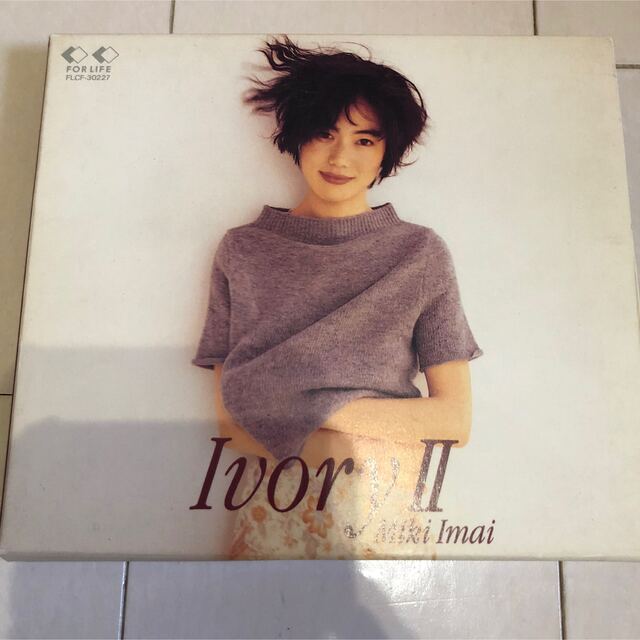 FOR LIFE
FLCF-30227
Ivory II
Miki Imai